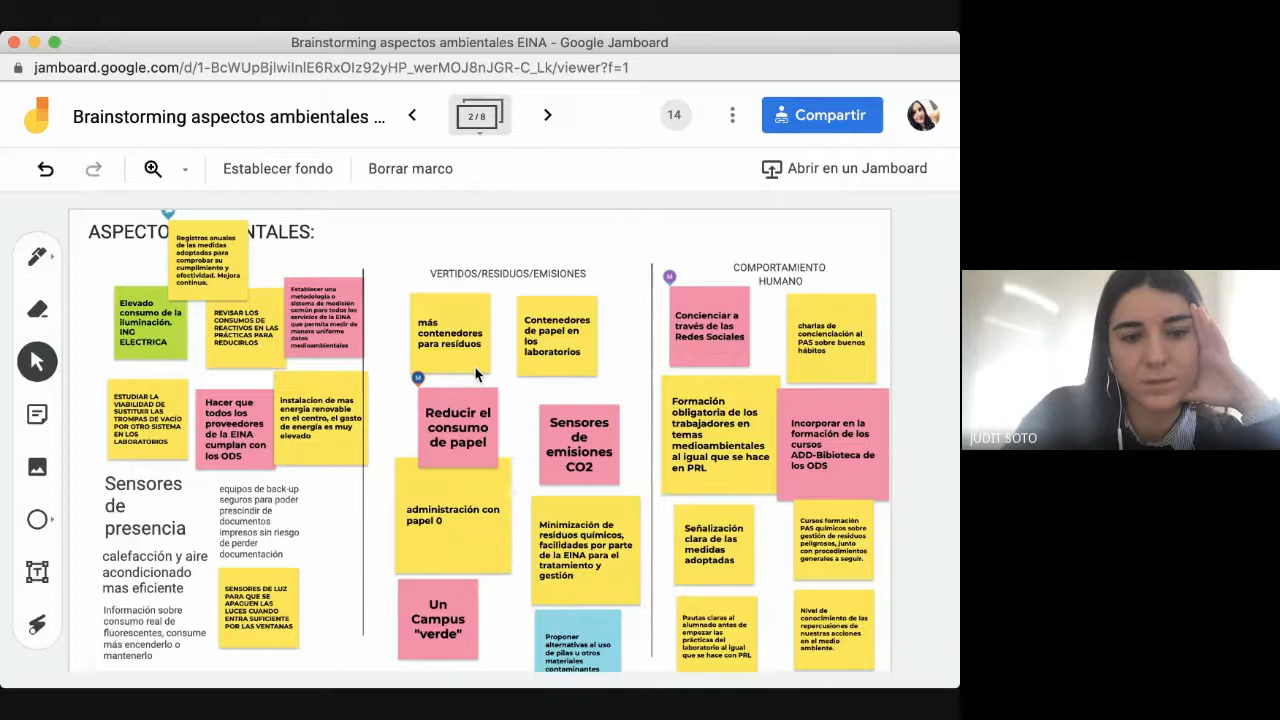 Brainstorming aspectos ambientales EINA - Google Jamboard
jamboard.google.com/d/1-BcWUpBjlwiInlE6RxOIz92yHP_werMOJ8nJGR-C_Lk/viewer?f=1
Brainstorming aspectos ambientales ...
2/8
14
Compartir
Establecer fondo
Borrar marco
Abrir en un Jamboard
ASPECTO
NTALES:
Registros anuales
de las medidas
adoptadas para
comprobar su
cumplimiento y
efectividad. Mejora
continua.
Elevado
consumo de la
iluminación.
ING
ELECTRICA
REVISAR LOS
CONSUMOS DE
REACTIVOS EN LAS
PRÁCTICAS PARA
REDUCIRLOS
Establecer una
metodología o
sistema de medición
común para todos los
servicios de la EINA
que permita medir de
manera uniforme
datos
medioambientales
ESTUDIAR LA
VIABILIDAD DE
SUSTITUIR LAS
TROMPAS DE VACÍO
POR OTRO SISTEMA
EN LOS
LABORATORIOS
Hacer que
todos los
proveedores
de la EINA
cumplan con
los ODS
instalacion de mas
energía renovable
en el centro, el gasto
de energía es muy
elevado
Sensores
de
presencia
equipos de back-up
seguros para poder
prescindir de
documentos
impresos sin riesgo
de perder
documentación
calefacción y aire
acondicionado
mas eficiente
Información sobre
consumo real de
fluorescentes, consume
más encenderlo o
mantenerlo
SENSORES DE LUZ
PARA QUE SE
APAGUEN LAS
LUCES CUANDO
ENTRA SUFICIENTE
POR LAS VENTANAS
VERTIDOS/RESIDUOS/EMISIONES
más
contenedores
para resíduos
Contenedores
de papel en
los
laboratorios
M
Reducir el
consumo
de papel
Sensores
de
emisiones
CO2
administración con
papel 0
Minimización de
residuos químicos,
facilidades por parte
de la EINA para el
tratamiento y
gestión
Un
Campus
"verde"
Proponer
alternativas al uso
de pilas u otros
materiales
contaminantes
COMPORTAMIENTO
HUMANO
M
Concienciar a
través de las
Redes Sociales
charlas de
concienciación al
PAS sobre buenos
hábitos
Formación
obligatoria de los
trabajadores en
temas
medioambientales
al igual que se hace
en PRL
Incorporar en la
formación de los
cursos
ADD-Bibioteca de
los ODS
Señalización
clara de las
medidas
adoptadas
Cursos formación
PAS químicos sobre
gestión de residuos
peligrosos, junto
con procedimientos
generales a seguir.
Pautas claras al
alumnado antes de
empezar las
prácticas del
laboratorio al igual
que se hace con PRL
Nivel de
conocimiento de las
repercusiones de
nuestras acciones
en el medio
ambiente.
JUDIT SOTO